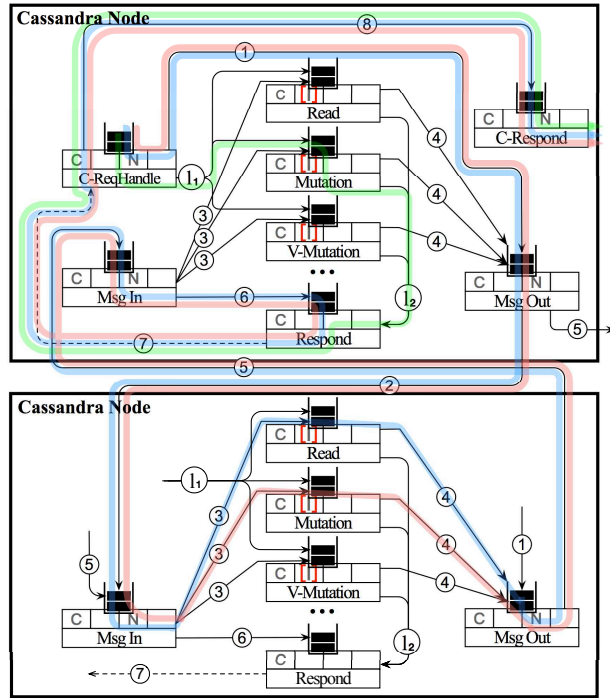 Cassandra Node
8
1
C [I]
Read
C N
C-Respond
4
C N
C-ReqHandle
l₁
C [I]
Mutation
4
3
3
3
C [I]
V-Mutation
4
•••
C N
Msg In
C N
Msg Out
6
l₂
C
Respond
5
7
5
2
Cassandra Node
C [I]
Read
l₁
4
3
C [I]
Mutation
3
4
1
5
C [I]
V-Mutation
3
4
•••
C N
Msg In
C N
Msg Out
6
l₂
C
Respond
7